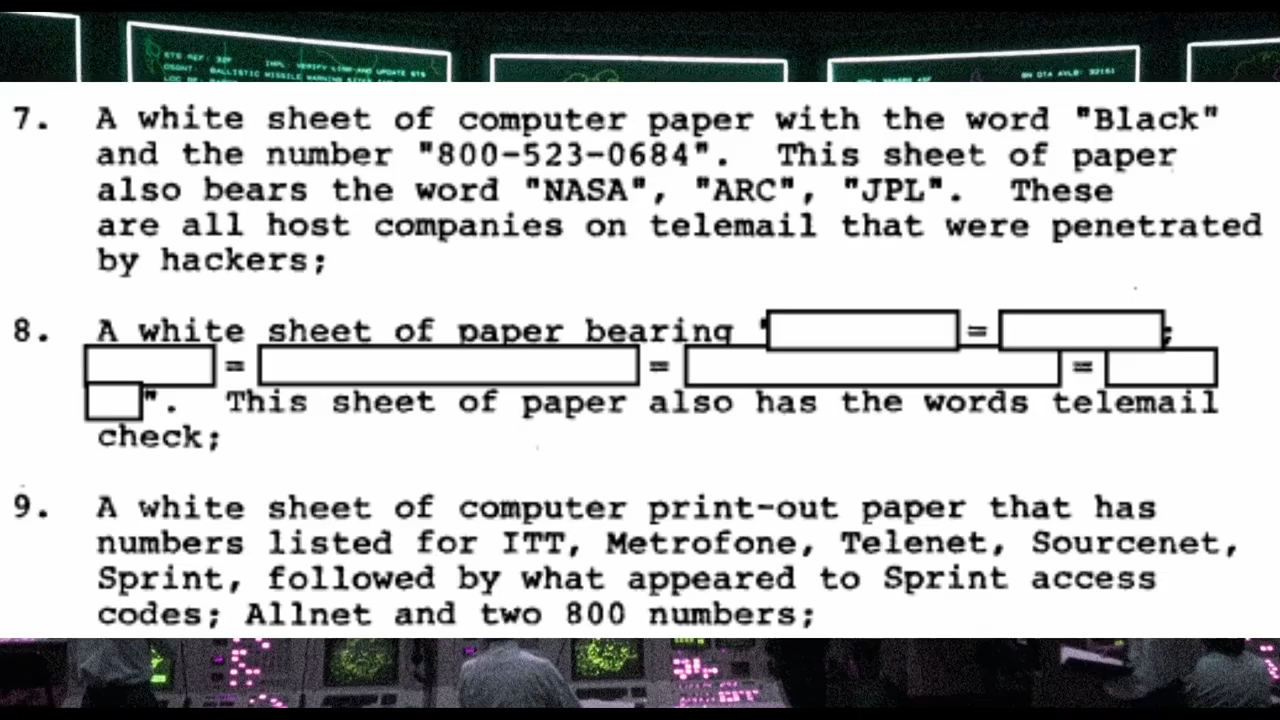 BALLISTIC MISSILE WARNING
7. A white sheet of computer paper with the word "Black"
and the number "800-523-0684". This sheet of paper
also bears the word "NASA", "ARC", "JPL". These
are all host companies on telemail that were penetrated
by hackers;
8. A white sheet of paper bearing " = ;
= = =
". This sheet of paper also has the words telemail
check;
9. A white sheet of computer print-out paper that has
numbers listed for ITT, Metrofone, Telenet, Sourcenet,
Sprint, followed by what appeared to Sprint access
codes; Allnet and two 800 numbers;